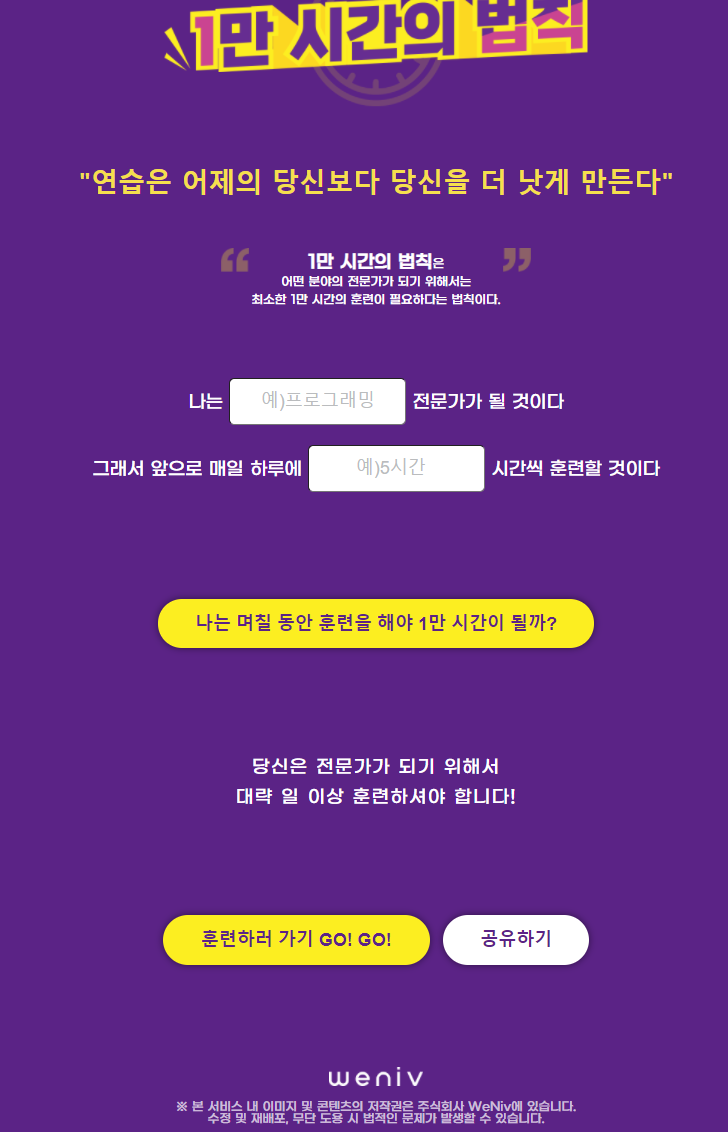 1만 시간의 법칙
"연습은 어제의 당신보다 당신을 더 낫게 만든다"
“ 1만 시간의 법칙은 ”
어떤 분야의 전문가가 되기 위해서는
최소한 1만 시간의 훈련이 필요하다는 법칙이다.
나는 예)프로그래밍 전문가가 될 것이다
그래서 앞으로 매일 하루에 예)5시간 시간씩 훈련할 것이다
나는 며칠 동안 훈련을 해야 1만 시간이 될까?
당신은 전문가가 되기 위해서
대략 일 이상 훈련하셔야 합니다!
훈련하러 가기 GO! GO! 공유하기
weniv
※ 본 서비스 내 이미지 및 콘텐츠의 저작권은 주식회사 WeNiv에 있습니다.
수정 및 재배포, 무단 도용 시 법적인 문제가 발생할 수 있습니다.